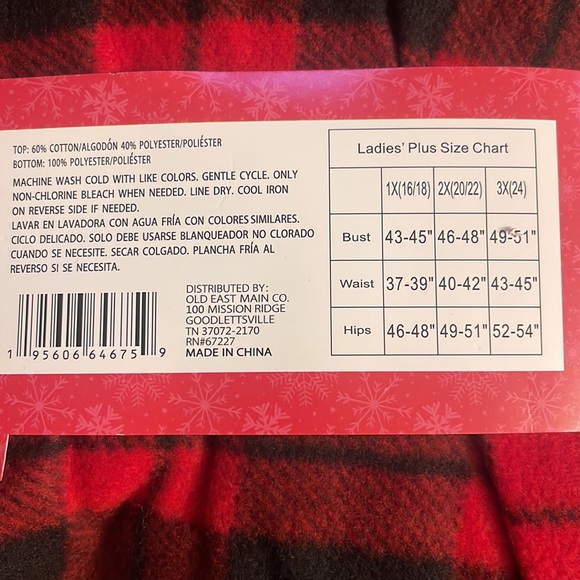 TOP: 60% COTTON/ALGODÓN 40% POLYESTER/POLIÉSTER
BOTTOM: 100% POLYESTER/POLIÉSTER
MACHINE WASH COLD WITH LIKE COLORS. GENTLE CYCLE. ONLY
NON-CHLORINE BLEACH WHEN NEEDED. LINE DRY. COOL IRON
ON REVERSE SIDE IF NEEDED.
LAVAR EN LAVADORA CON AGUA FRÍA CON COLORES SIMILARES.
CICLO DELICADO. SOLO DEBE USARSE BLANQUEADOR NO CLORADO
CUANDO SE NECESITE. SECAR COLGADO. PLANCHA FRÍA AL
REVERSO SI SE NECESITA.
DISTRIBUTED BY:
OLD EAST MAIN CO.
100 MISSION RIDGE
GOODLETTSVILLE
TN 37072-2170
RN#67227
MADE IN CHINA
1 95606 64675 9
Ladies' Plus Size Chart
1X(16/18) 2X(20/22) 3X(24)
Bust 43-45" 46-48" 49-51"
Waist 37-39" 40-42" 43-45"
Hips 46-48" 49-51" 52-54"